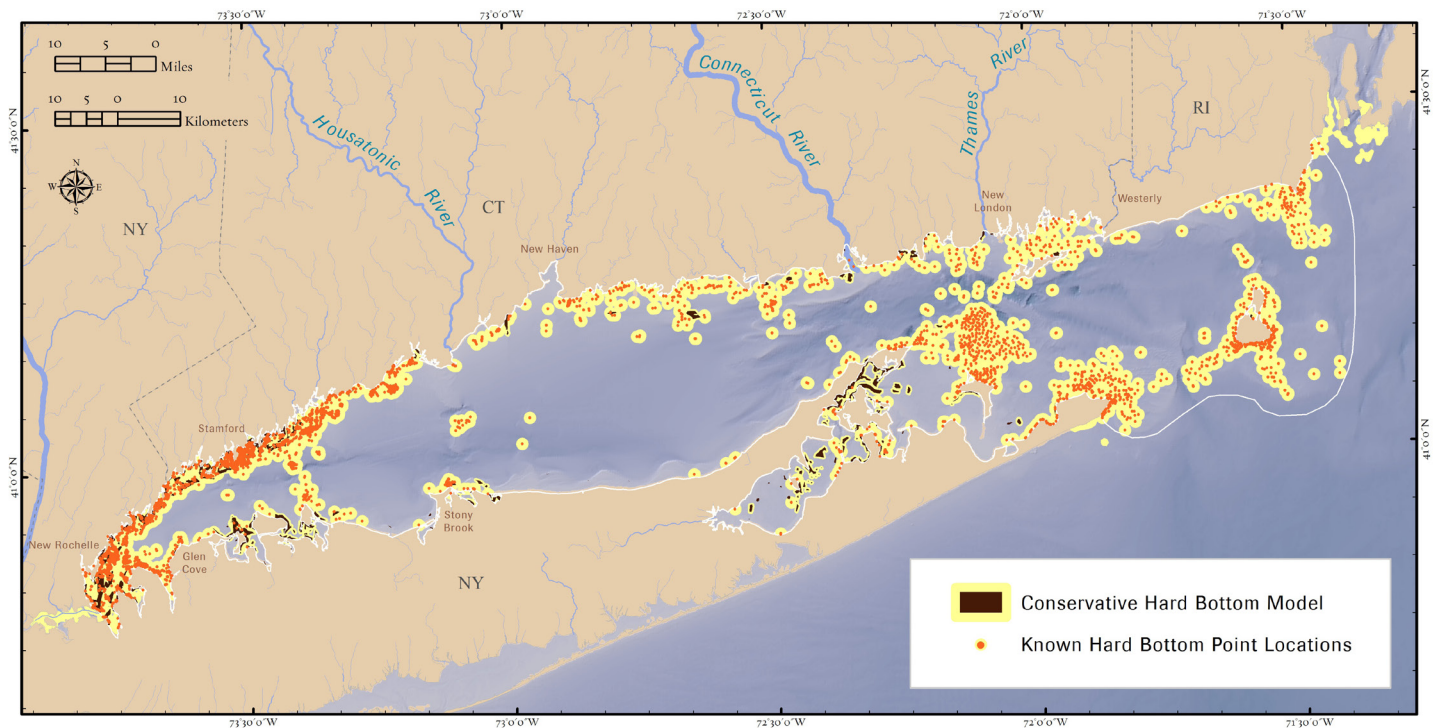 73°30'0"W 73°0'0"W 72°30'0"W 72°0'0"W 71°30'0"W
10 5 0
Miles
10 5 0 10
Kilometers
N
W E
S
41°30'0"N
41°30'0"N
Housatonic
River
Connecticut
River
Thames
River
RI
NY
CT
New Haven
New
London
Westerly
Stamford
41°0'0"N
41°0'0"N
New Rochelle
Glen
Cove
Stony
Brook
NY
Conservative Hard Bottom Model
Known Hard Bottom Point Locations
73°30'0"W 73°0'0"W 72°30'0"W 72°0'0"W 71°30'0"W